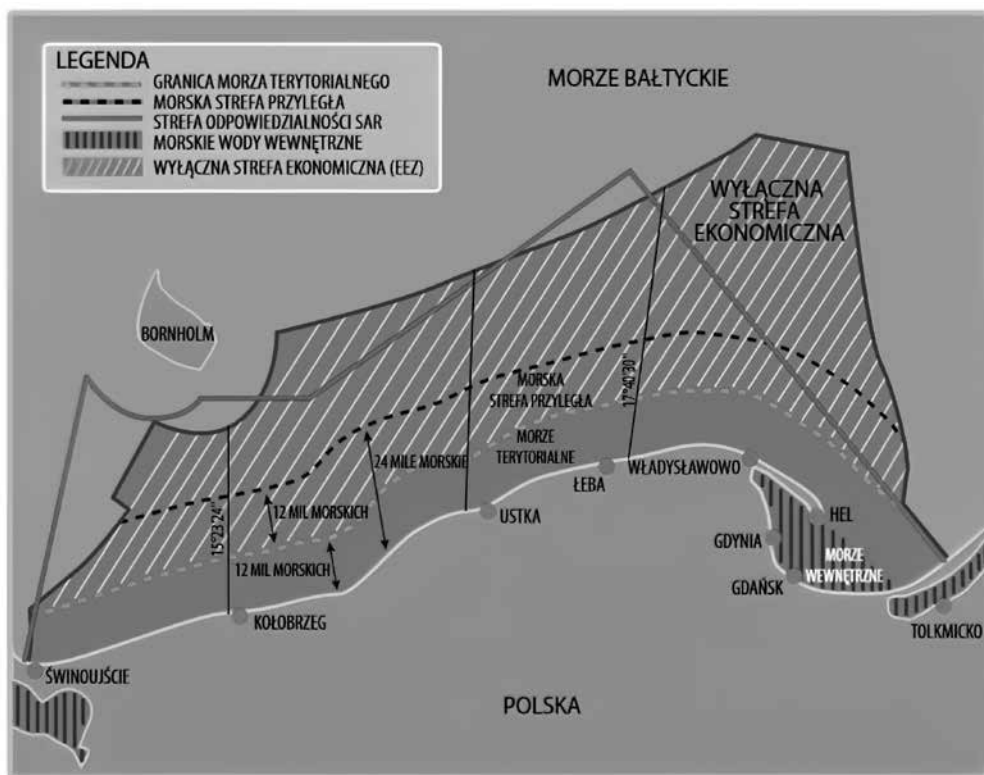 LEGENDA
GRANICA MORZA TERYTORIALNEGO
MORSKA STREFA PRZYLEGŁA
STREFA ODPOWIEDZIALNOŚCI SAR
MORSKIE WODY WEWNĘTRZNE
WYŁĄCZNA STREFA EKONOMICZNA (EEZ)
MORZE BAŁTYCKIE
WYŁĄCZNA
STREFA
EKONOMICZNA
BORNHOLM
MORSKA
STREFA PRZYLEGŁA
17°40'30"
MORZE
TERYTORIALNE
24 MILE MORSKIE
12 MIL MORSKICH
15°23'24"
12 MIL MORSKICH
ŁEBA
WŁADYSŁAWOWO
USTKA
HEL
GDYNIA
MORZE
WEWNĘTRZNE
GDAŃSK
KOŁOBRZEG
TOLKMICKO
ŚWINOUJŚCIE
POLSKA